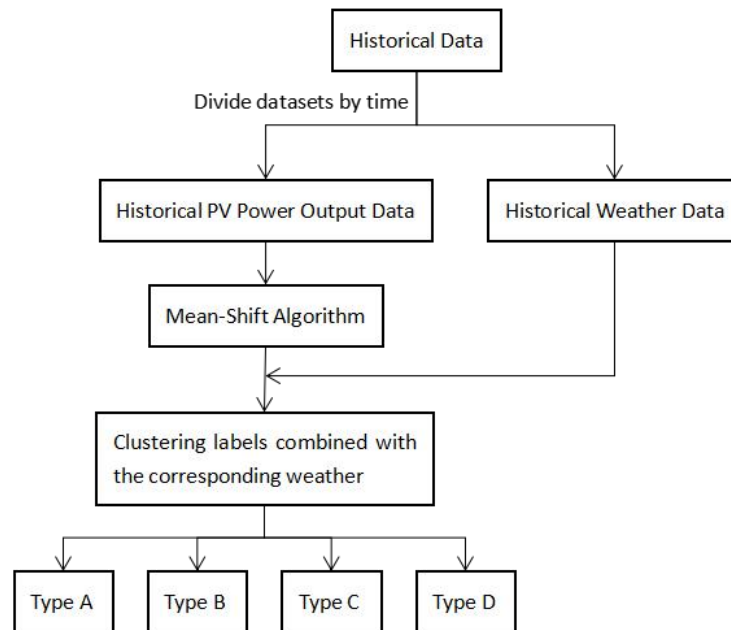 Historical Data
Divide datasets by time
Historical PV Power Output Data
Historical Weather Data
Mean-Shift Algorithm
Clustering labels combined with
the corresponding weather
Type A
Type B
Type C
Type D